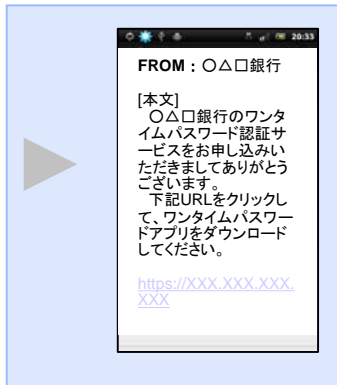 20:33
FROM：〇△□銀行
[本文]
　〇△□銀行のワンタ
イムパスワード認証サ
ービスをお申し込みい
ただきましてありがとう
ございます。
　下記URLをクリックし
て、ワンタイムパスワー
ドアプリをダウンロード
してください。
https://XXX.XXX.XXX.
XXX